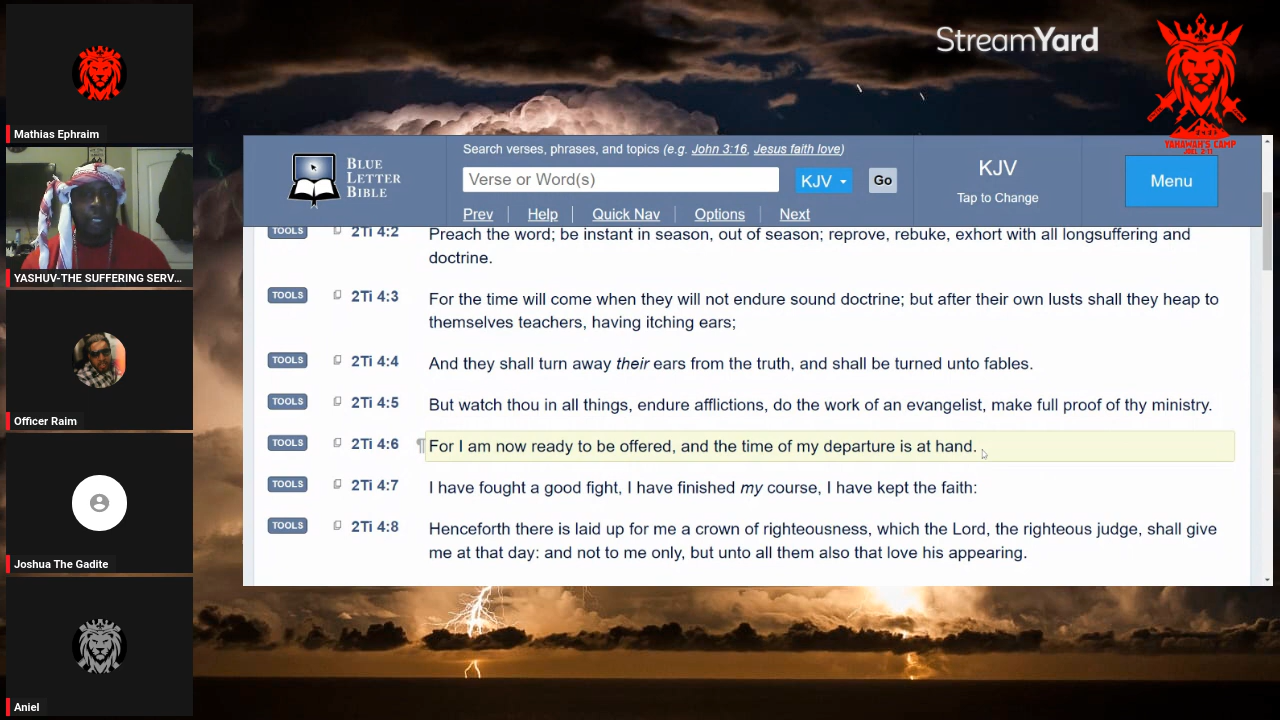 Mathias Ephraim
YASHUV-THE SUFFERING SERV...
Officer Raim
Joshua The Gadite
Aniel
StreamYard
YAHAWAH'S CAMP
JOEL 2:11
BLUE
LETTER
BIBLE
Search verses, phrases, and topics (e.g. John 3:16, Jesus faith love)
Verse or Word(s)
KJV
Go
Prev
Help
Quick Nav
Options
Next
KJV
Tap to Change
Menu
TOOLS 2Ti 4:2 Preach the word; be instant in season, out of season; reprove, rebuke, exhort with all longsuffering and
doctrine.
TOOLS 2Ti 4:3 For the time will come when they will not endure sound doctrine; but after their own lusts shall they heap to
themselves teachers, having itching ears;
TOOLS 2Ti 4:4 And they shall turn away their ears from the truth, and shall be turned unto fables.
TOOLS 2Ti 4:5 But watch thou in all things, endure afflictions, do the work of an evangelist, make full proof of thy ministry.
TOOLS 2Ti 4:6 ¶ For I am now ready to be offered, and the time of my departure is at hand.
TOOLS 2Ti 4:7 I have fought a good fight, I have finished my course, I have kept the faith:
TOOLS 2Ti 4:8 Henceforth there is laid up for me a crown of righteousness, which the Lord, the righteous judge, shall give
me at that day: and not to me only, but unto all them also that love his appearing.